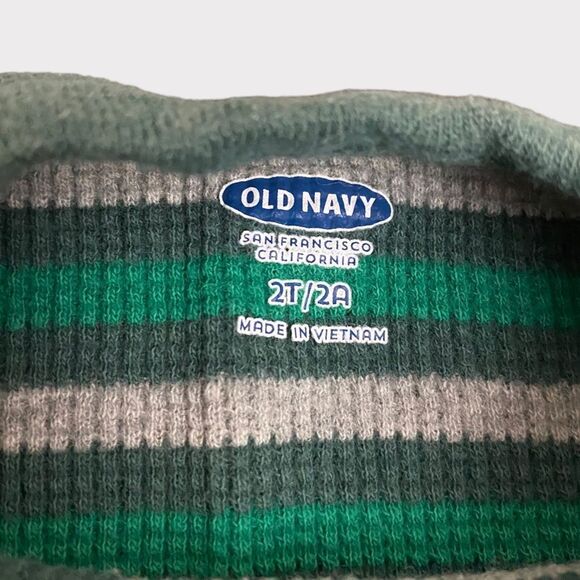 OLD NAVY
SAN FRANCISCO
CALIFORNIA
2T/2A
MADE IN VIETNAM